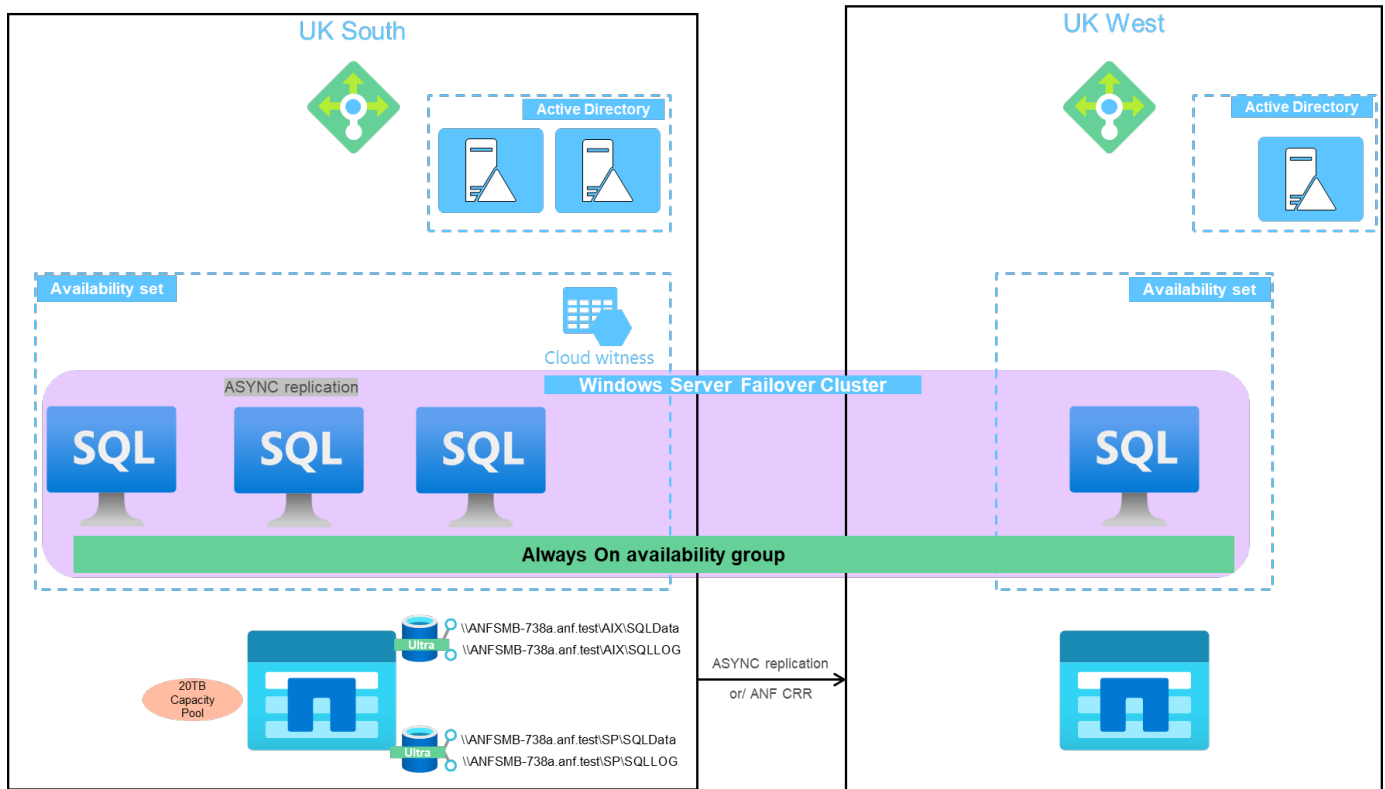 UK South
UK West
Active Directory
Active Directory
Availability set
Availability set
Cloud witness
Windows Server Failover Cluster
ASYNC replication
SQL
SQL
SQL
SQL
Always On availability group
Ultra
\\ANFSMB-738a.anf.test\AIX\SQLData
\\ANFSMB-738a.anf.test\AIX\SQLLOG
20TB
Capacity
Pool
ASYNC replication
or/ ANF CRR
Ultra
\\ANFSMB-738a.anf.test\SP\SQLData
\\ANFSMB-738a.anf.test\SP\SQLLOG